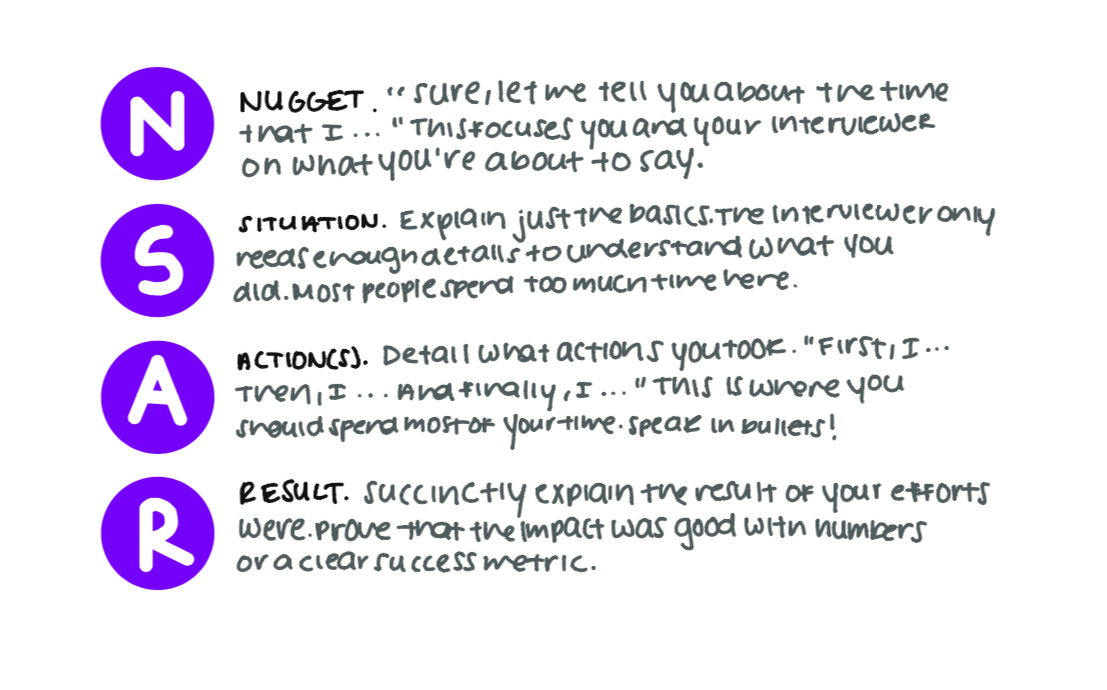 N
NUGGET. "Sure, let me tell you about the time
that I ... " This focuses you and your interviewer
on what you're about to say.
S
SITUATION. Explain just the basics. The interviewer only
needs enough details to understand what you
did. Most people spend too much time here.
A
ACTION(S). Detail what actions you took. "First, I ...
Then, I ... And finally, I ... " This is where you
should spend most of your time. Speak in bullets!
R
RESULT. Succinctly explain the result of your efforts
were. Prove that the impact was good with numbers
or a clear success metric.